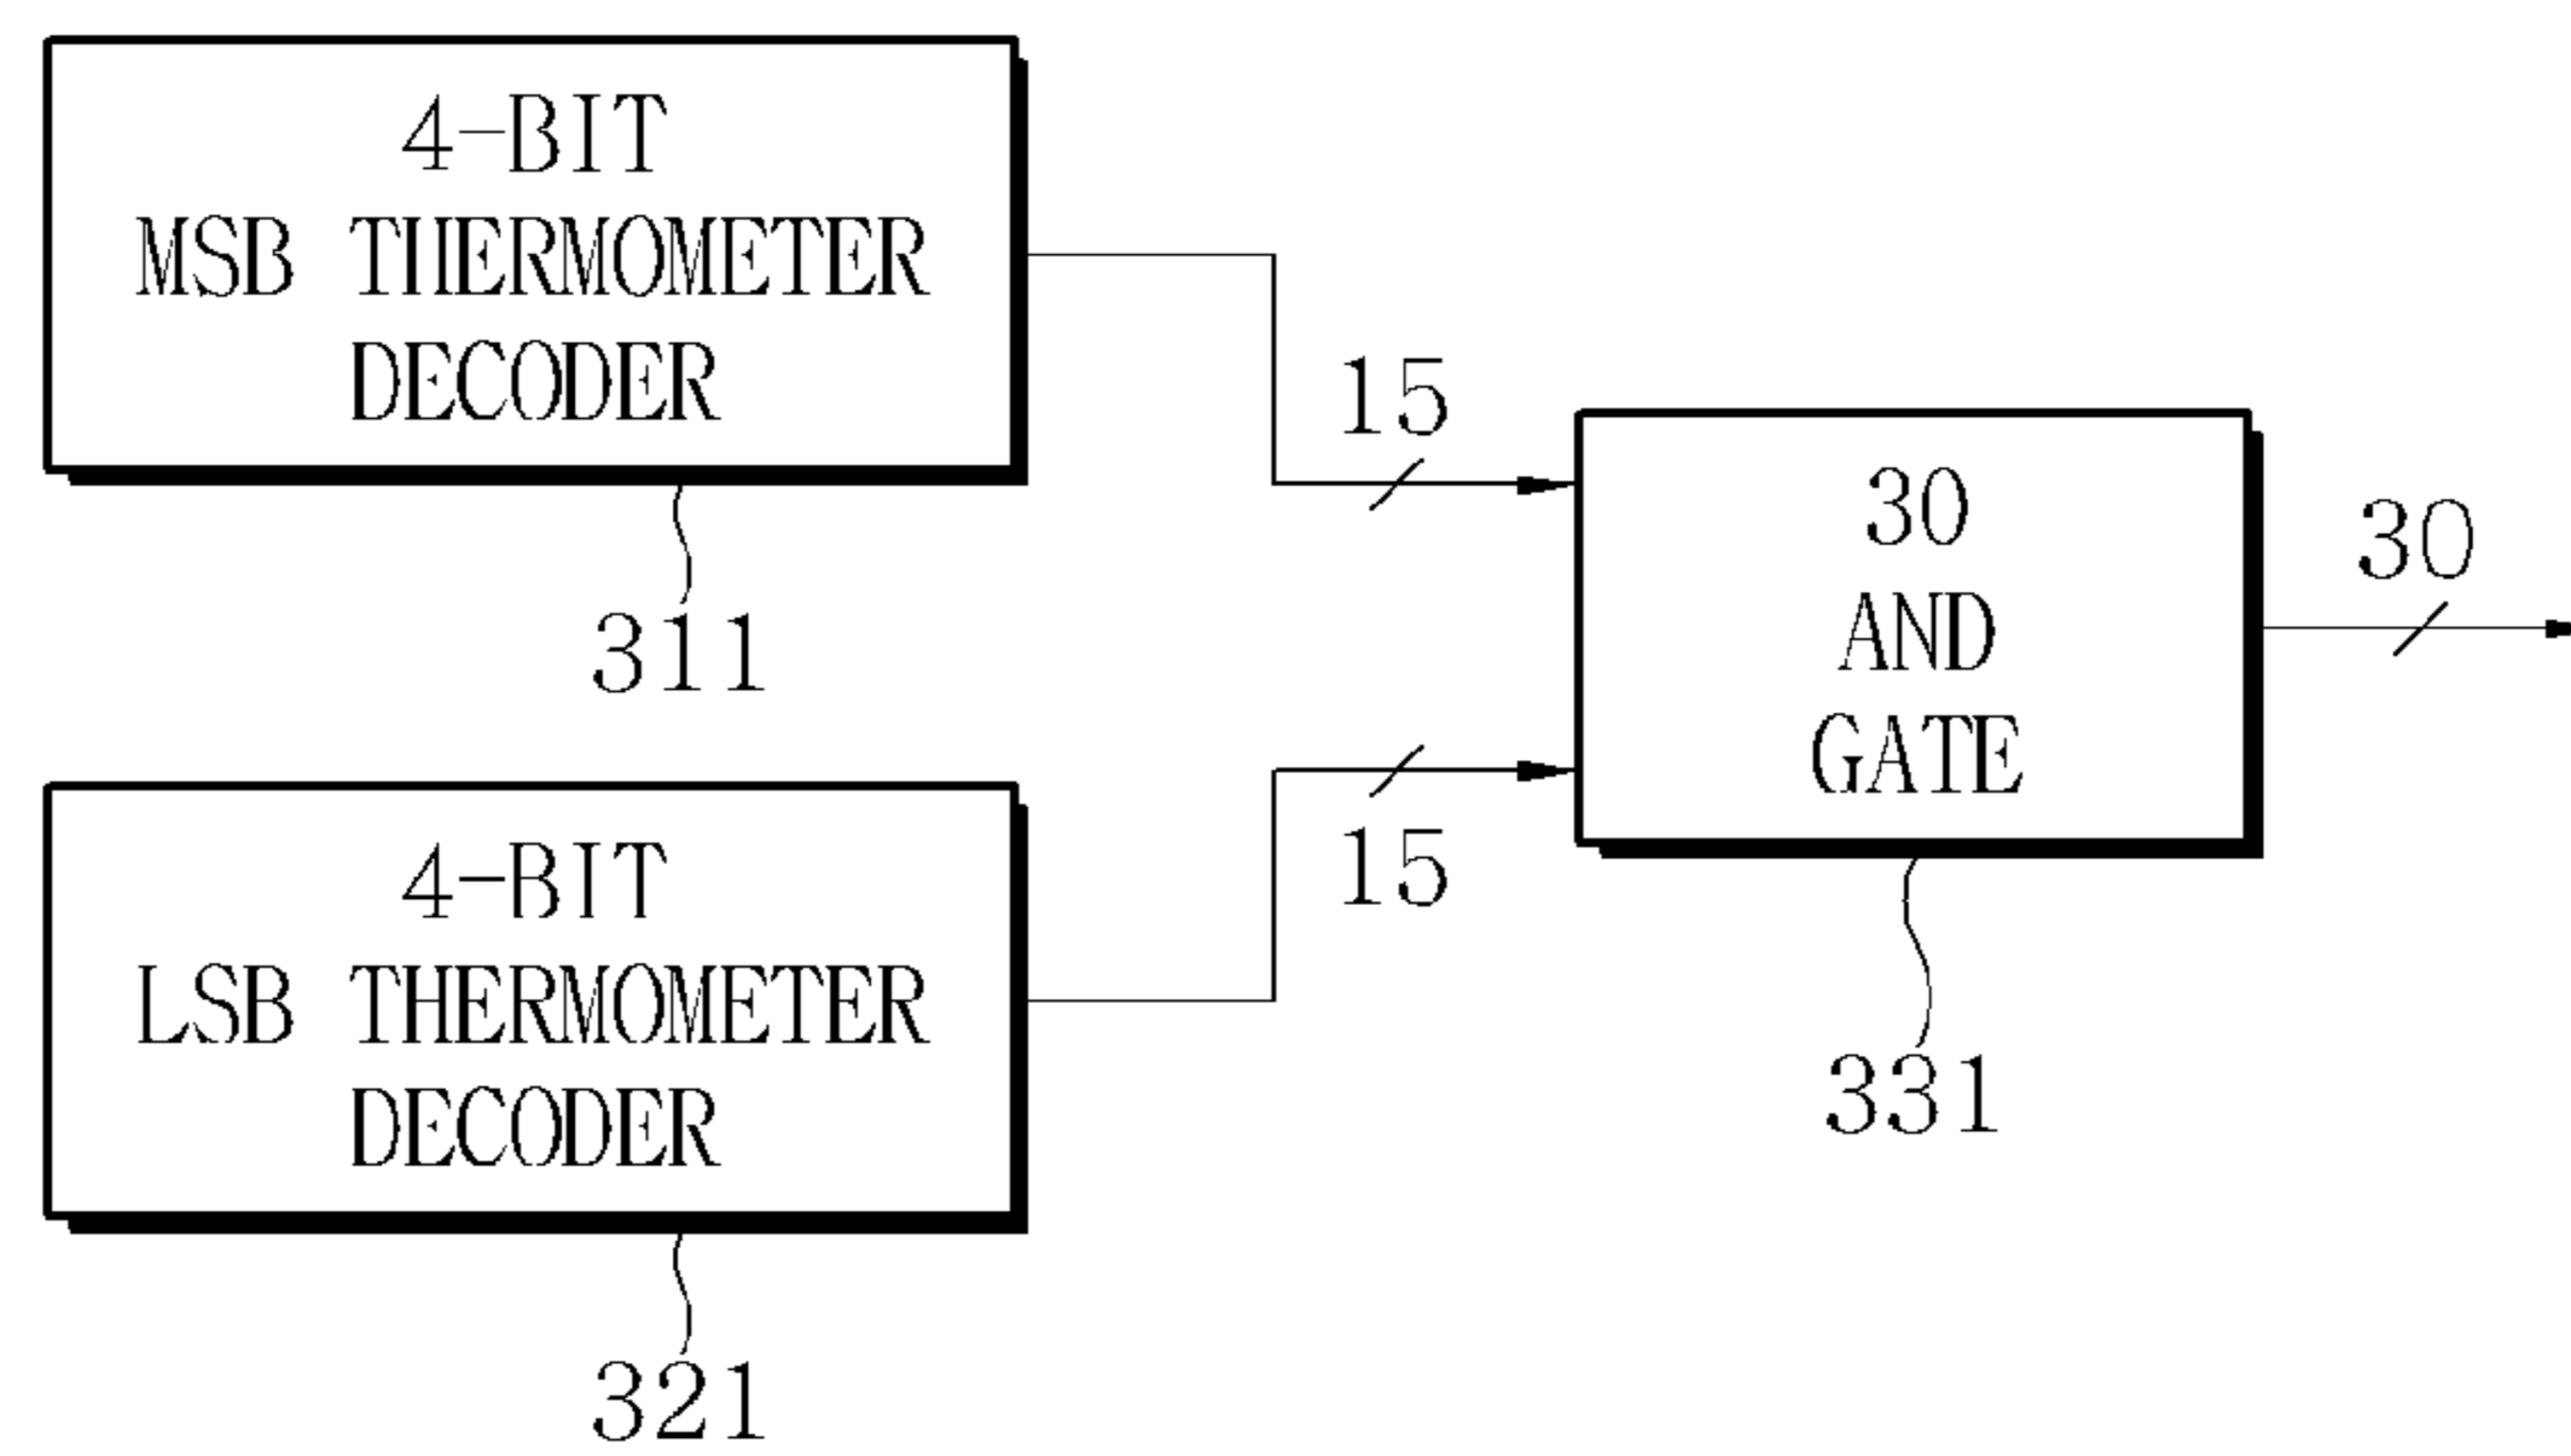 4-BIT
MSB THERMOMETER
DECODER
311
15
30
AND
GATE
30
331
4-BIT
LSB THERMOMETER
DECODER
321
15